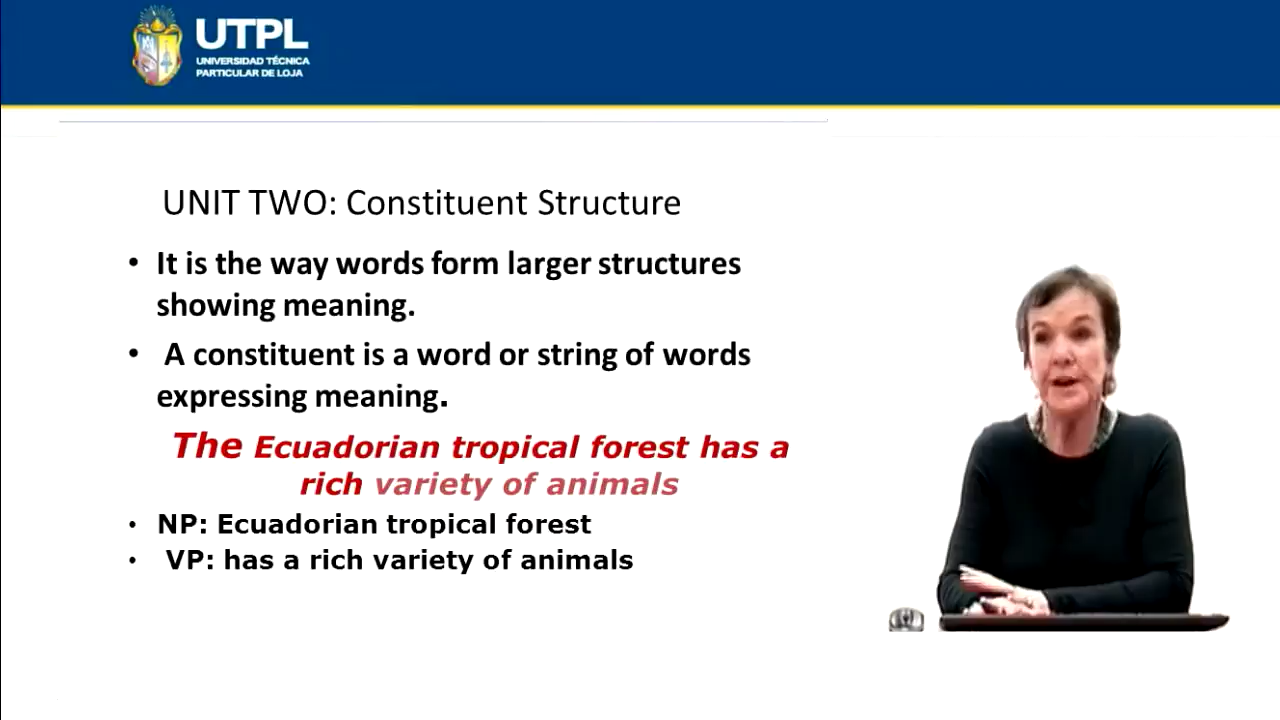 UTPL
UNIVERSIDAD TÉCNICA
PARTICULAR DE LOJA
UNIT TWO: Constituent Structure
• It is the way words form larger structures
showing meaning.
• A constituent is a word or string of words
expressing meaning.
The Ecuadorian tropical forest has a
rich variety of animals
• NP: Ecuadorian tropical forest
• VP: has a rich variety of animals